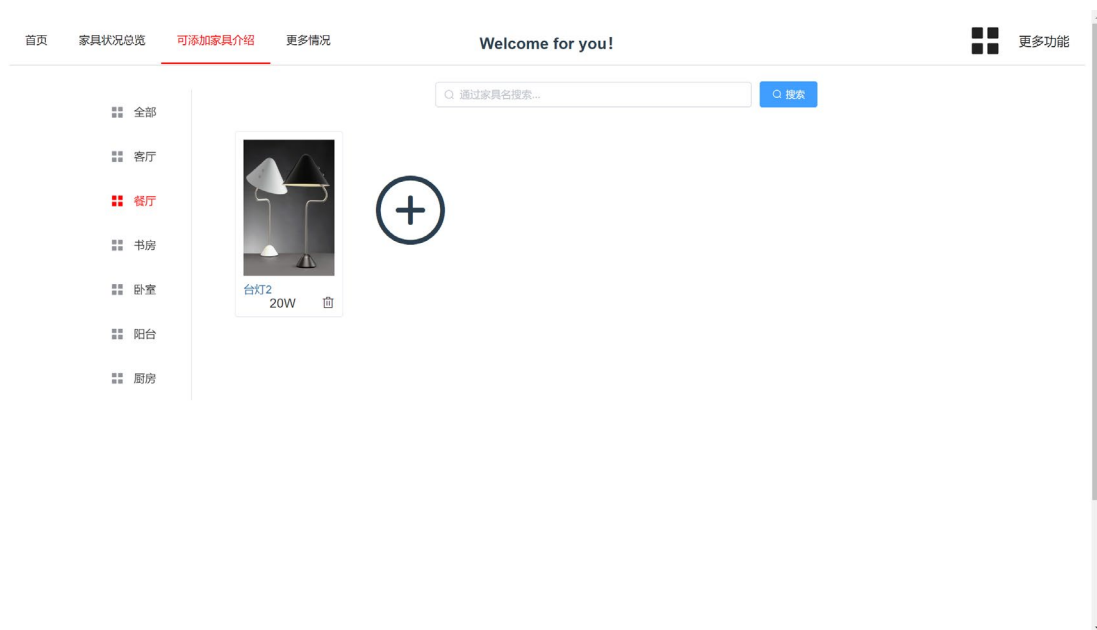 首页 家具状况总览 可添加家具介绍 更多情况 Welcome for you! 更多功能
通过家具名搜索... 搜索
全部
客厅
餐厅
书房
卧室
阳台
厨房
台灯2
20W